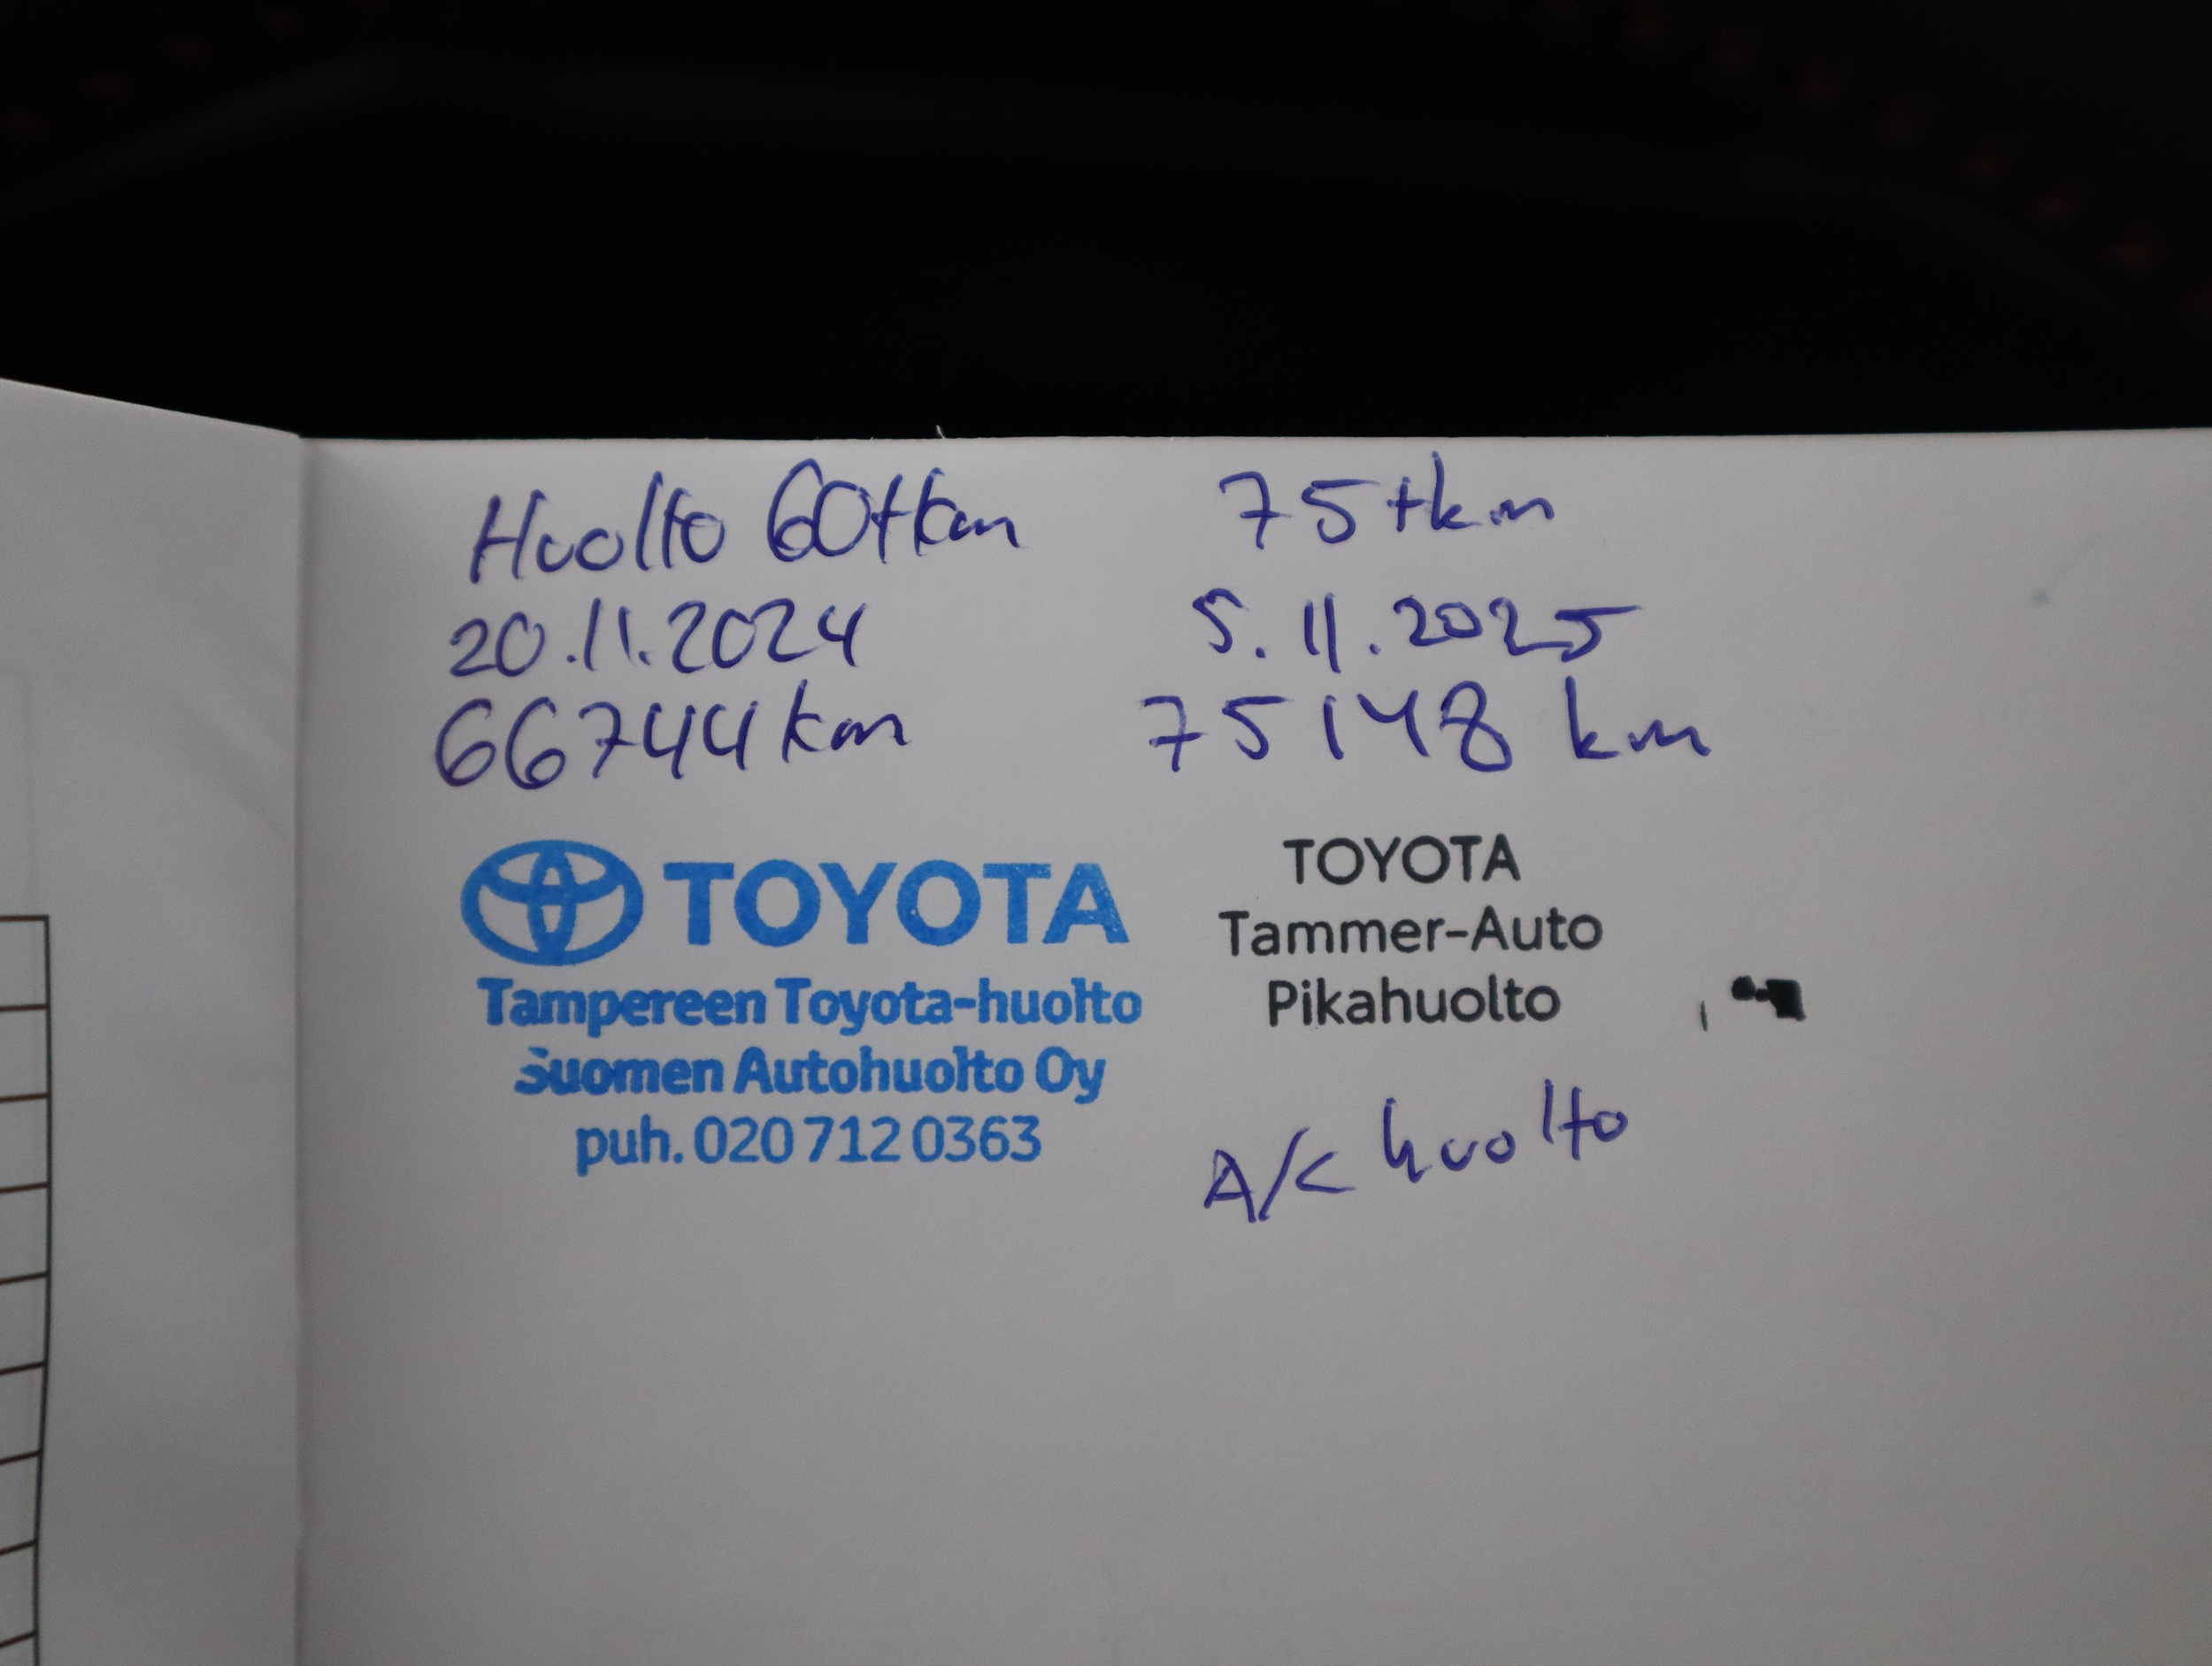 Huolto 60tkm
20.11.2024
66744km
TOYOTA
Tampereen Toyota-huolto
Suomen Autohuolto Oy
puh. 020 712 0363
75tkm
5.11.2025
75148 km
TOYOTA
Tammer-Auto
Pikahuolto
A/C huolto